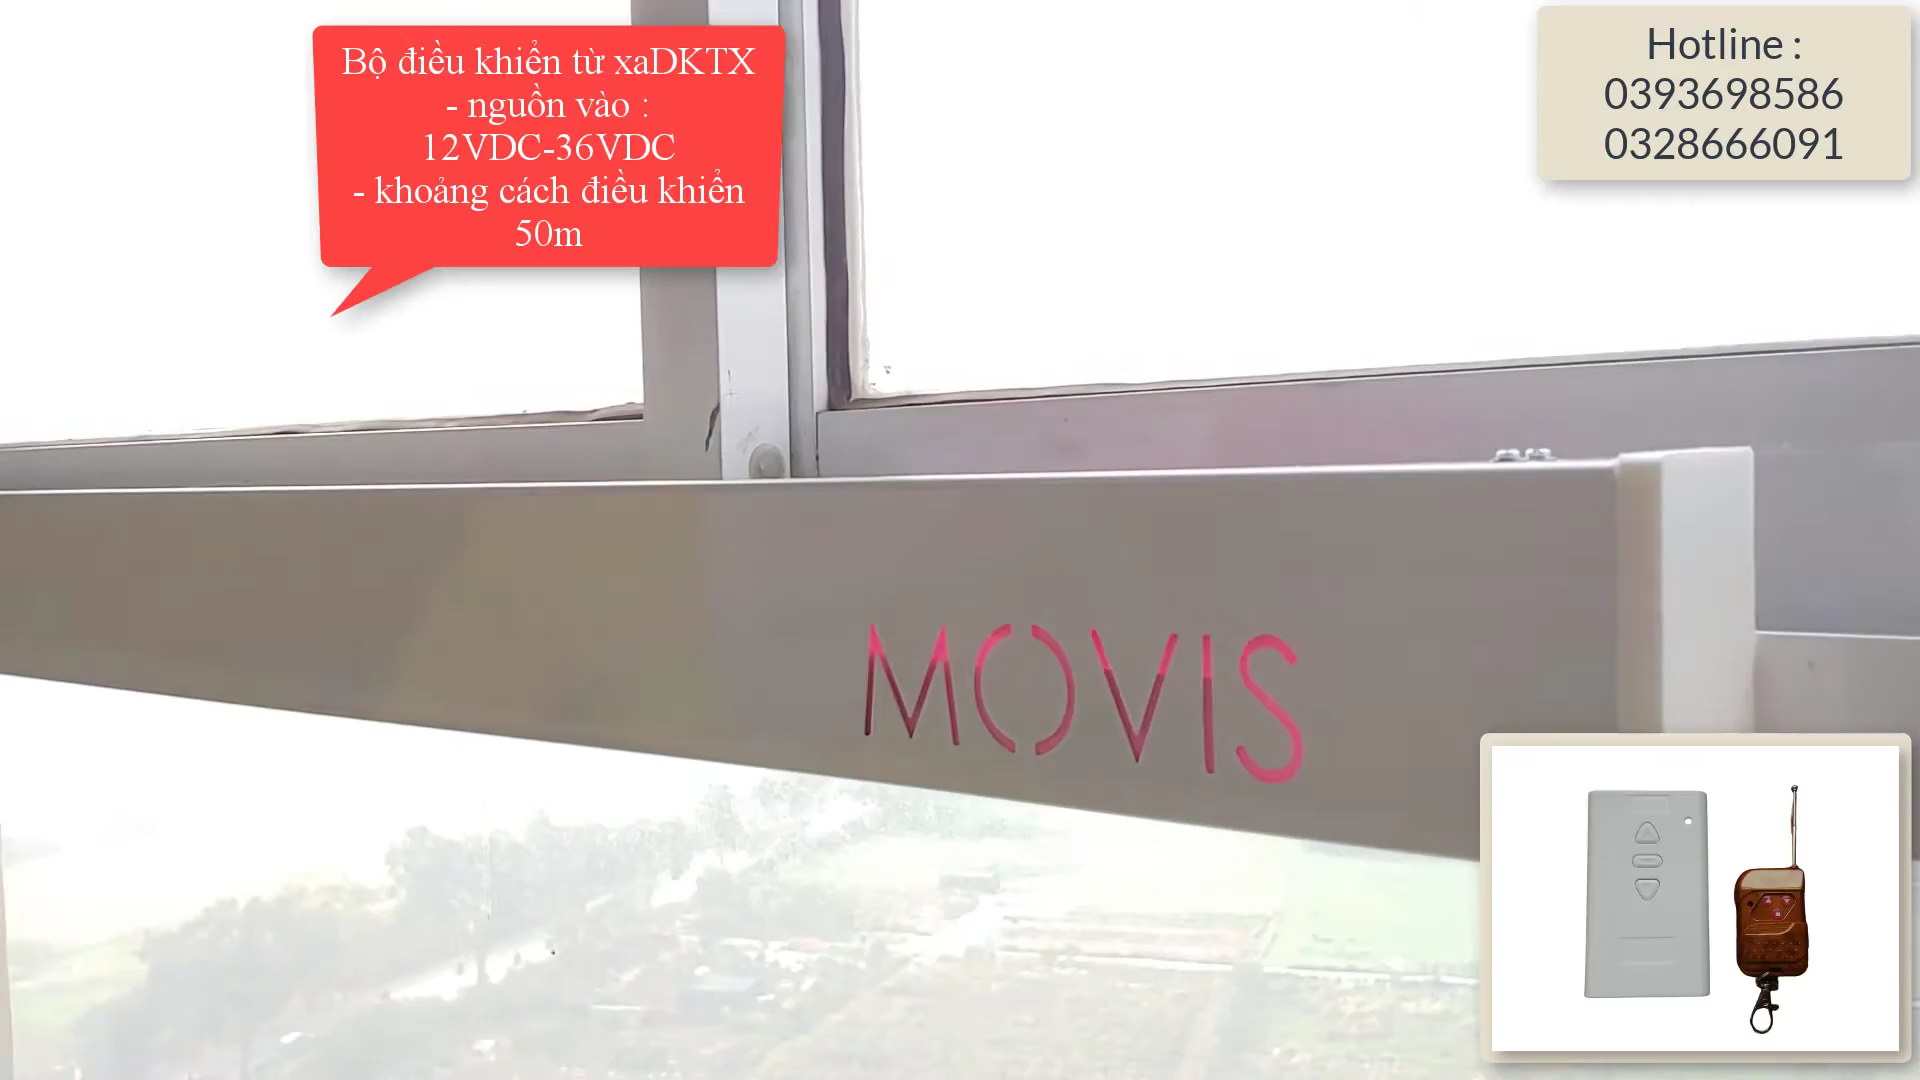 Bộ điều khiển từ xaDKTX
- nguồn vào :
12VDC-36VDC
- khoảng cách điều khiển
50m
Hotline :
0393698586
0328666091
MOVIS